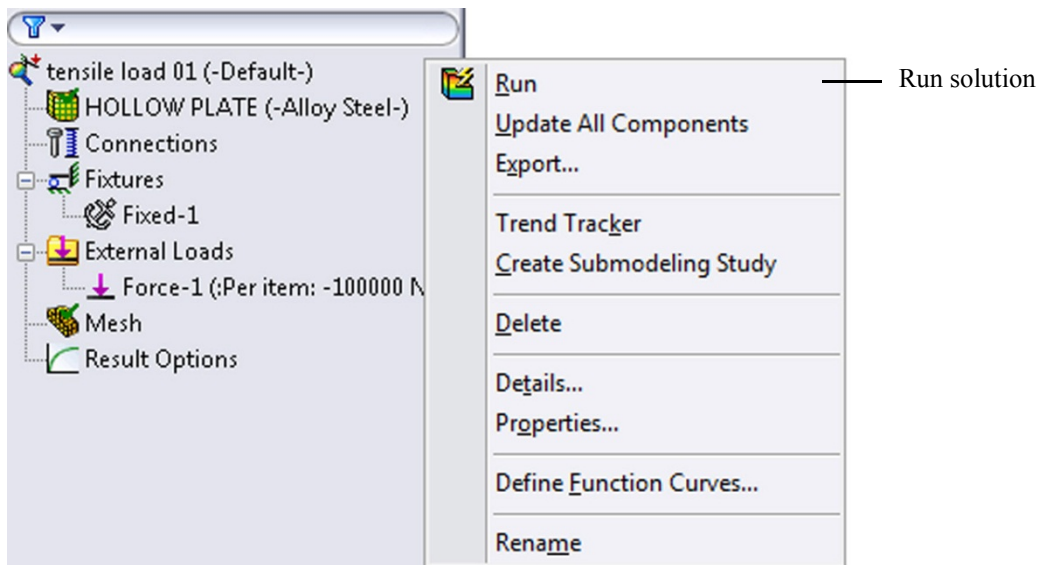 tensile load 01 (-Default-)
HOLLOW PLATE (-Alloy Steel-)
Connections
Fixtures
Fixed-1
External Loads
Force-1 (:Per item: -100000 N
Mesh
Result Options
Run
Update All Components
Export...
Trend Tracker
Create Submodeling Study
Delete
Details...
Properties...
Define Function Curves...
Rename
Run solution